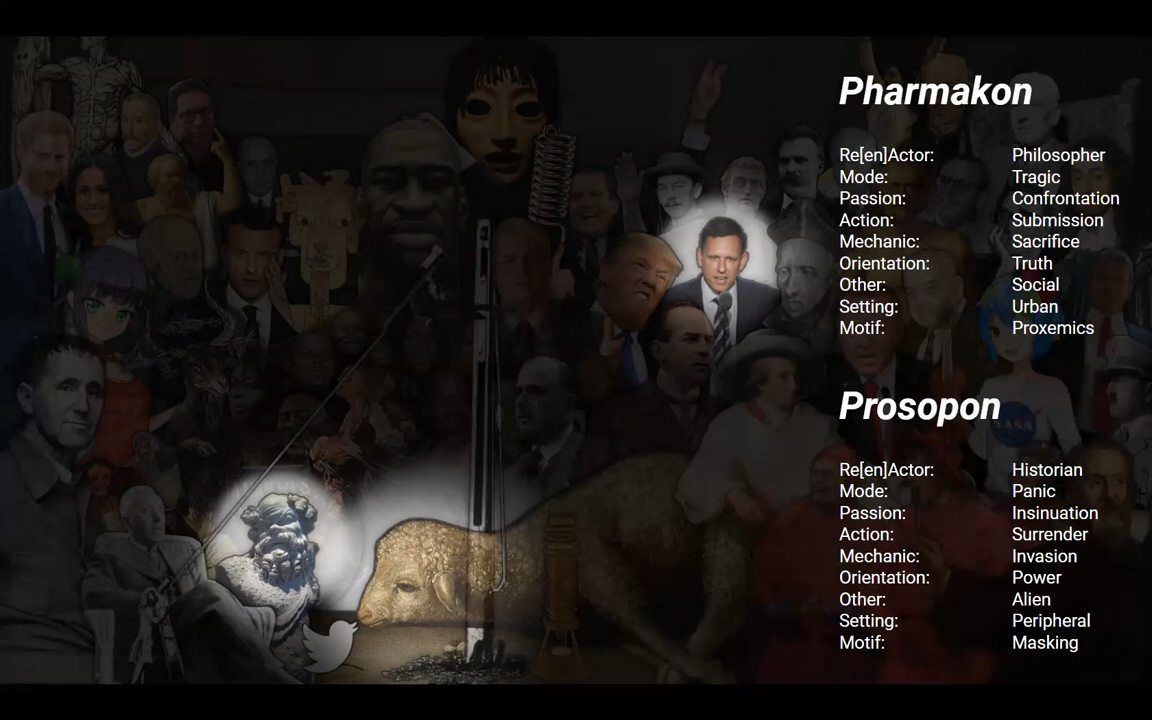 Pharmakon
Re[en]Actor: Philosopher
Mode: Tragic
Passion: Confrontation
Action: Submission
Mechanic: Sacrifice
Orientation: Truth
Other: Social
Setting: Urban
Motif: Proxemics
Prosopon
NASA
Re[en]Actor: Historian
Mode: Panic
Passion: Insinuation
Action: Surrender
Mechanic: Invasion
Orientation: Power
Other: Alien
Setting: Peripheral
Motif: Masking